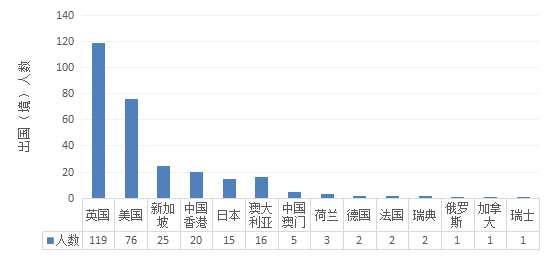 140
120
100
80
60
40
20
0
出国（境）人数
英国 美国 新加 中国 日本 澳大 中国 荷兰 德国 法国 瑞典 俄罗 加拿 瑞士
坡 香港 利亚 澳门 斯 大
人数 119 76 25 20 15 16 5 3 2 2 2 1 1 1